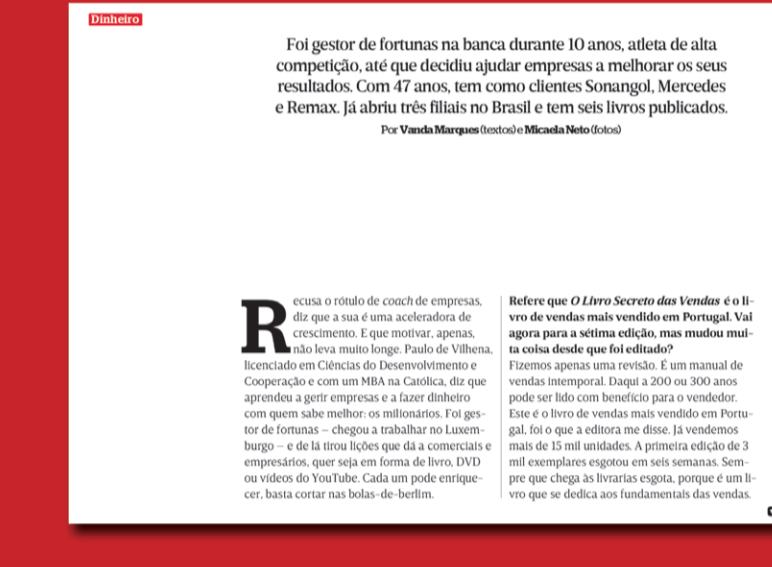 Dinheiro
Foi gestor de fortunas na banca durante 10 anos, atleta de alta
competição, até que decidiu ajudar empresas a melhorar os seus
resultados. Com 47 anos, tem como clientes Sonangol, Mercedes
e Remax. Já abriu três filiais no Brasil e tem seis livros publicados.
Por Vanda Marques (textos) e Micaela Neto (fotos)
Recusa o rótulo de coach de empresas,
diz que a sua é uma aceleradora de
crescimento. E que motivar, apenas,
não leva muito longe. Paulo de Vilhena,
licenciado em Ciências do Desenvolvimento e
Cooperação e com um MBA na Católica, diz que
aprendeu a gerir empresas e a fazer dinheiro
com quem sabe melhor: os milionários. Foi ges-
tor de fortunas – chegou a trabalhar no Luxem-
burgo – e de lá tirou lições que dá a comerciais e
empresários, quer seja em forma de livro, DVD
ou vídeos do YouTube. Cada um pode enrique-
cer, basta cortar nas bolas-de-berlim.
Refere que O Livro Secreto das Vendas é o li-
vro de vendas mais vendido em Portugal. Vai
agora para a sétima edição, mas mudou mui-
ta coisa desde que foi editado?
Fizemos apenas uma revisão. É um manual de
vendas intemporal. Daqui a 200 ou 300 anos
pode ser lido com benefício para o vendedor.
Este é o livro de vendas mais vendido em Portu-
gal, foi o que a editora me disse. Já vendemos
mais de 15 mil unidades. A primeira edição de 3
mil exemplares esgotou em seis semanas. Sem-
pre que chega às livrarias esgota, porque é um li-
vro que se dedica aos fundamentais das vendas.